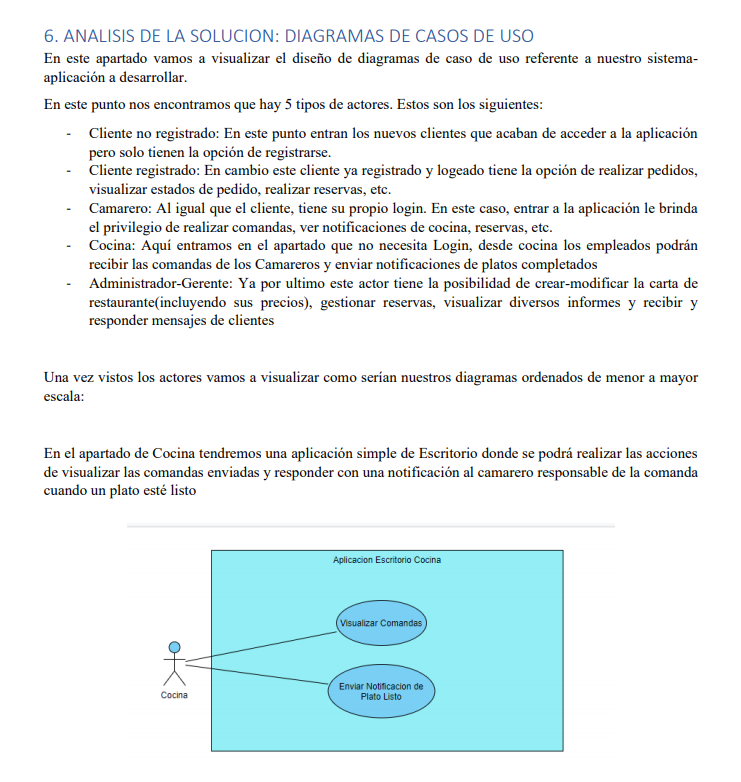 6. ANALISIS DE LA SOLUCION: DIAGRAMAS DE CASOS DE USO
En este apartado vamos a visualizar el diseño de diagramas de caso de uso referente a nuestro sistema-
aplicación a desarrollar.
En este punto nos encontramos que hay 5 tipos de actores. Estos son los siguientes:
- Cliente no registrado: En este punto entran los nuevos clientes que acaban de acceder a la aplicación
pero solo tienen la opción de registrarse.
- Cliente registrado: En cambio este cliente ya registrado y logeado tiene la opción de realizar pedidos,
visualizar estados de pedido, realizar reservas, etc.
- Camarero: Al igual que el cliente, tiene su propio login. En este caso, entrar a la aplicación le brinda
el privilegio de realizar comandas, ver notificaciones de cocina, reservas, etc.
- Cocina: Aquí entramos en el apartado que no necesita Login, desde cocina los empleados podrán
recibir las comandas de los Camareros y enviar notificaciones de platos completados
- Administrador-Gerente: Ya por ultimo este actor tiene la posibilidad de crear-modificar la carta de
restaurante(incluyendo sus precios), gestionar reservas, visualizar diversos informes y recibir y
responder mensajes de clientes
Una vez vistos los actores vamos a visualizar como serían nuestros diagramas ordenados de menor a mayor
escala:
En el apartado de Cocina tendremos una aplicación simple de Escritorio donde se podrá realizar las acciones
de visualizar las comandas enviadas y responder con una notificación al camarero responsable de la comanda
cuando un plato esté listo
Aplicacion Escritorio Cocina
Visualizar Comandas
Enviar Notificacion de
Plato Listo
Cocina